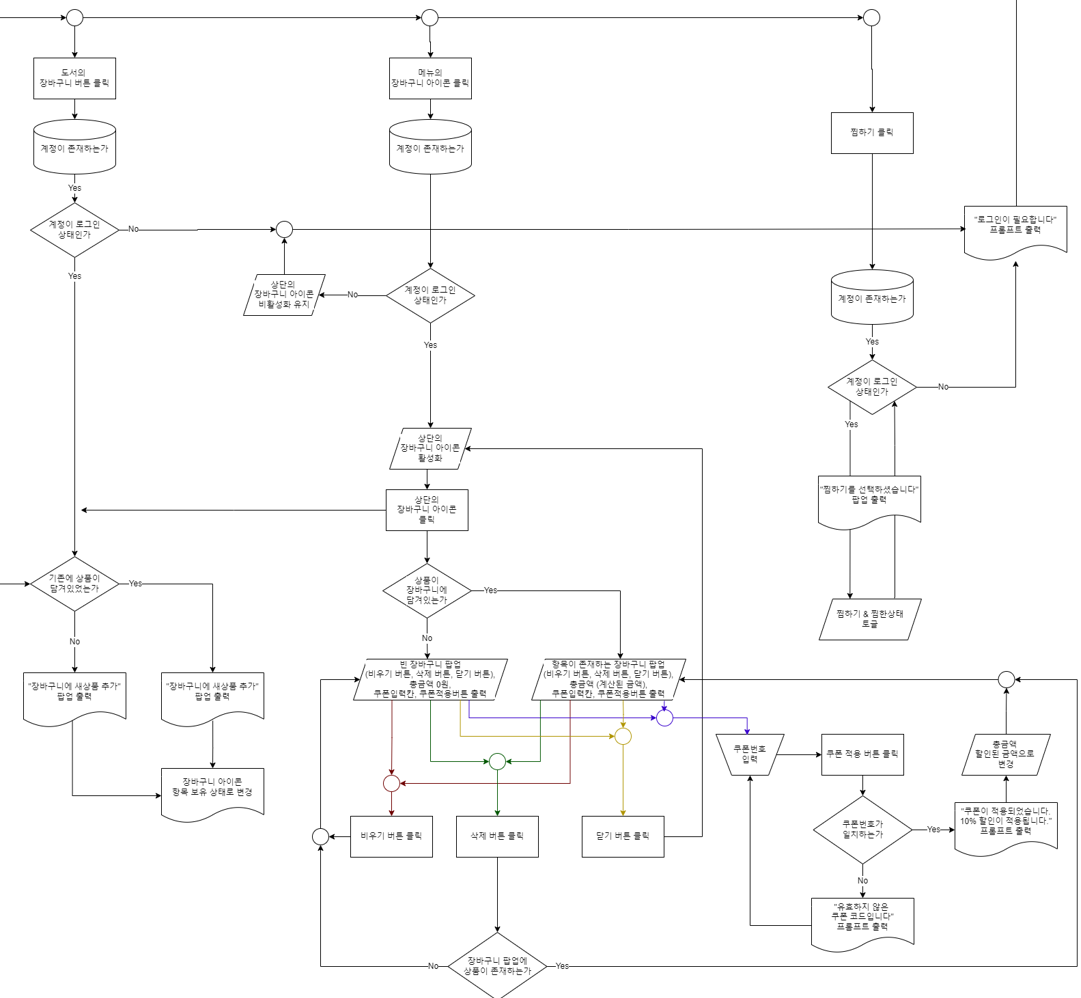 도서의
장바구니 버튼 클릭
메뉴의
장바구니 아이콘 클릭
찜하기 클릭
계정이 존재하는가
계정이 존재하는가
Yes
계정이 로그인
상태인가
No
"로그인이 필요합니다"
프롬프트 출력
Yes
상단의
장바구니 아이콘
비활성화 유지
No
계정이 로그인
상태인가
계정이 존재하는가
Yes
Yes
계정이 로그인
상태인가
No
Yes
상단의
장바구니 아이콘
활성화
상단의
장바구니 아이콘
클릭
"찜하기를 선택하셨습니다"
팝업 출력
기존에 상품이
담겨있었는가
Yes
No
상품이
장바구니에
담겨있는가
Yes
No
찜하기 & 찜한상태
토글
"장바구니에 새상품 추가"
팝업 출력
"장바구니에 새상품 추가"
팝업 출력
빈 장바구니 팝업
(비우기 버튼, 삭제 버튼, 닫기 버튼),
총금액 0원,
쿠폰입력칸, 쿠폰적용버튼 출력
항목이 존재하는 장바구니 팝업
(비우기 버튼, 삭제 버튼, 닫기 버튼),
총금액 (계산된 금액),
쿠폰입력칸, 쿠폰적용버튼 출력
장바구니 아이콘
항목 보유 상태로 변경
쿠폰번호
입력
쿠폰 적용 버튼 클릭
총금액
할인된 금액으로
변경
비우기 버튼 클릭
삭제 버튼 클릭
닫기 버튼 클릭
쿠폰번호가
일치하는가
Yes
"쿠폰이 적용되었습니다.
10% 할인이 적용됩니다."
프롬프트 출력
No
"유효하지 않은
쿠폰 코드입니다"
프롬프트 출력
No
장바구니 팝업에
상품이 존재하는가
Yes